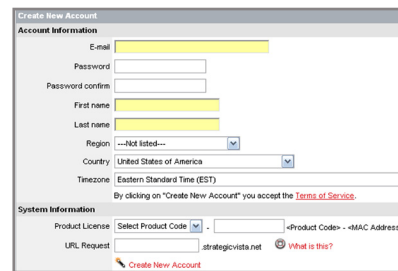 Create New Account
Account Information
E-mail
Password
Password confirm
First name
Last name
Region ---Not listed---
Country United States of America
Timezone Eastern Standard Time (EST)
By clicking on "Create New Account" you accept the Terms of Service.
System Information
Product License Select Product Code - <Product Code> - <MAC Address
URL Request .strategicvista.net What is this?
Create New Account